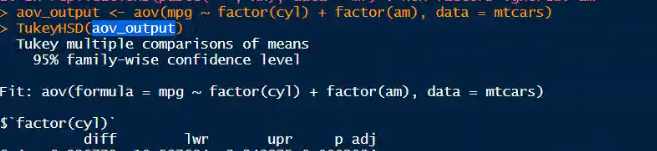 > aov_output <- aov(mpg ~ factor(cyl) + factor(am), data = mtcars)
> TukeyHSD(aov_output)
Tukey multiple comparisons of means
95% family-wise confidence level
Fit: aov(formula = mpg ~ factor(cyl) + factor(am), data = mtcars)
$`factor(cyl)`
diff lwr upr p adj